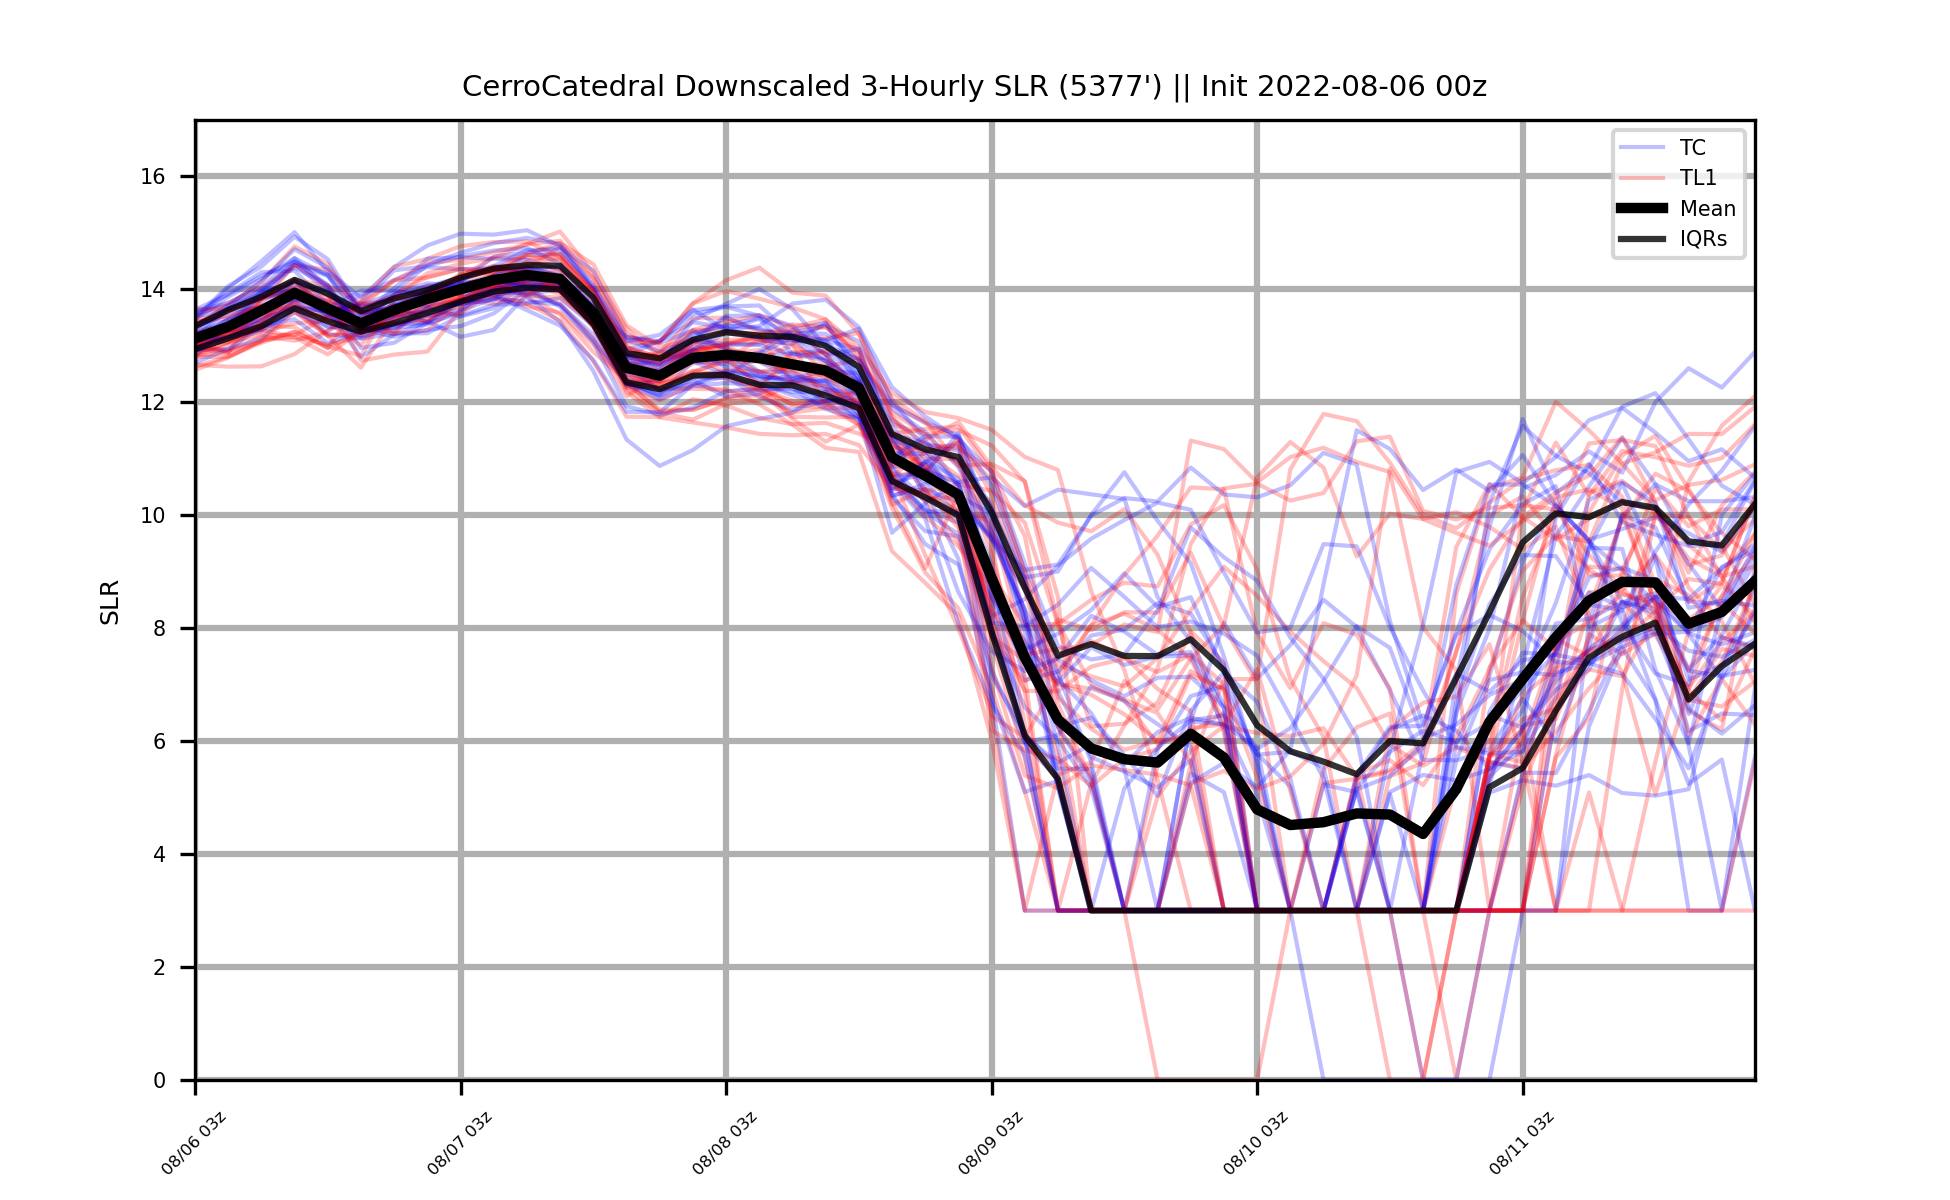 CerroCatedral Downscaled 3-Hourly SLR (5377') || Init 2022-08-06 00z
TC
TL1
Mean
IQRs
SLR
16
14
12
10
8
6
4
2
0
08/06 03z
08/07 03z
08/08 03z
08/09 03z
08/10 03z
08/11 03z